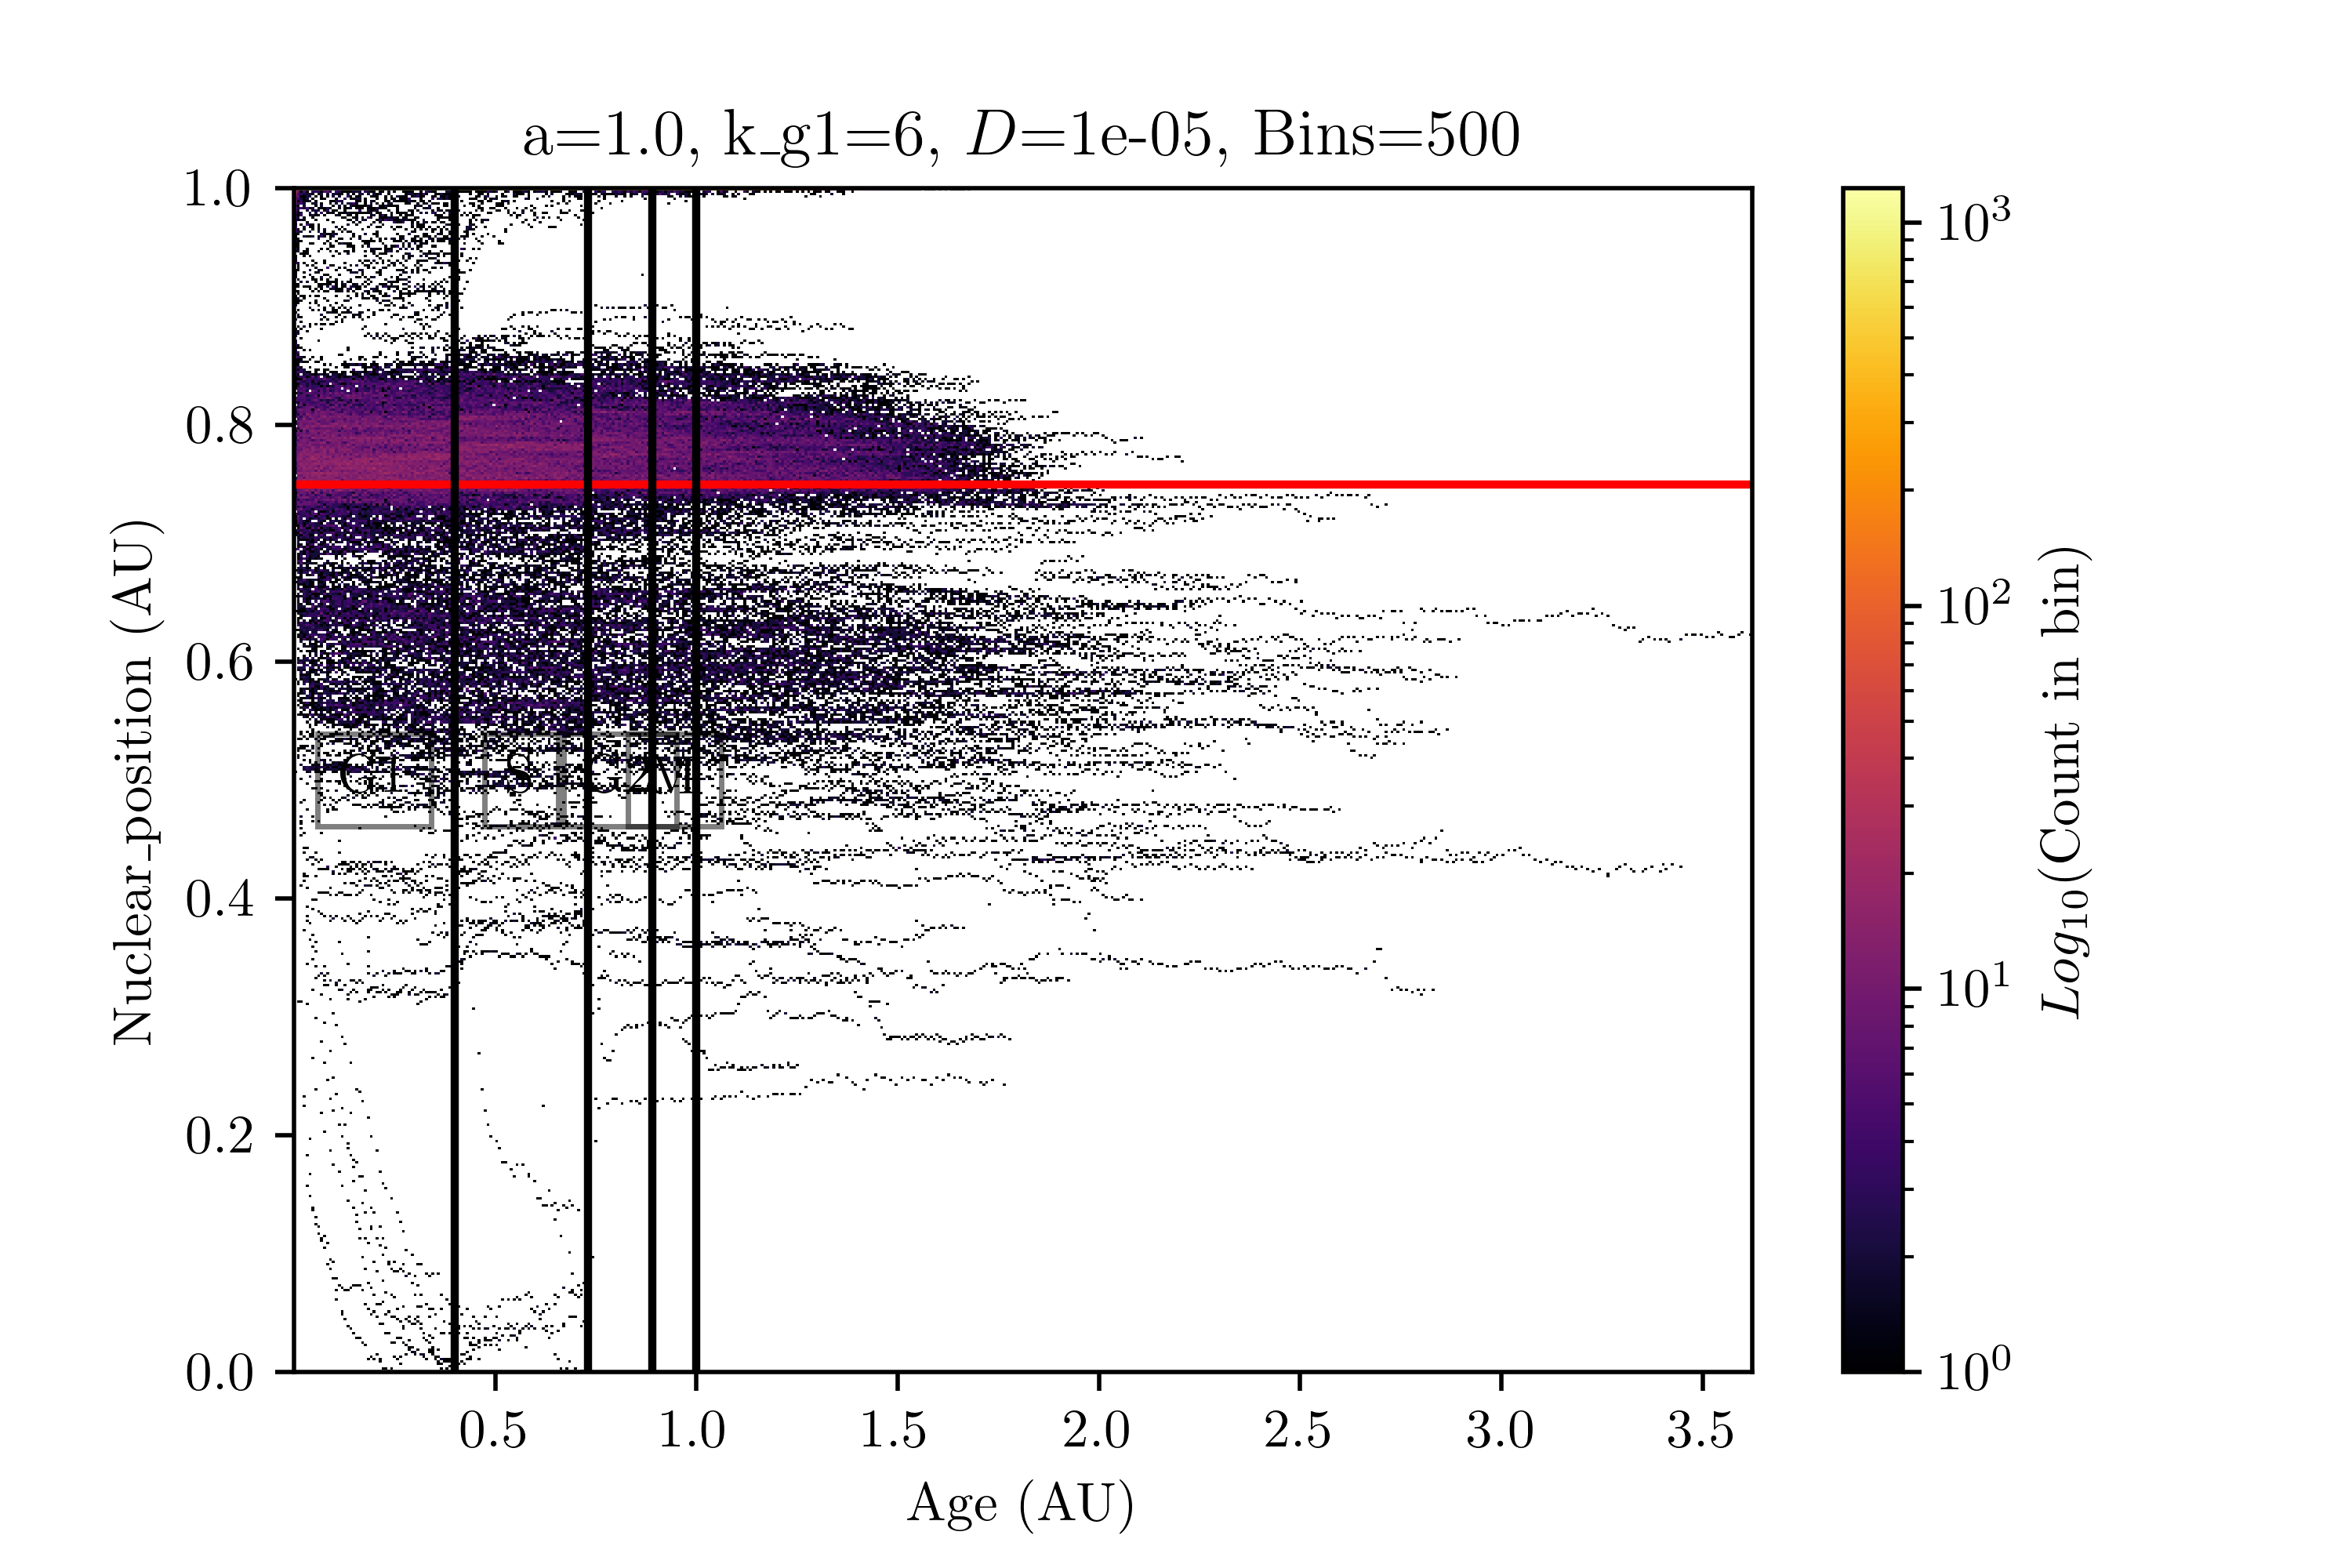 a=1.0, k_g1=6, D=1e-05, Bins=500
1.0
0.8
0.6
0.4
0.2
0.0
Nuclear_position (AU)
G1 S G2 M
0.5 1.0 1.5 2.0 2.5 3.0 3.5
Age (AU)
10³
10²
10¹
10⁰
Log₁₀(Count in bin)